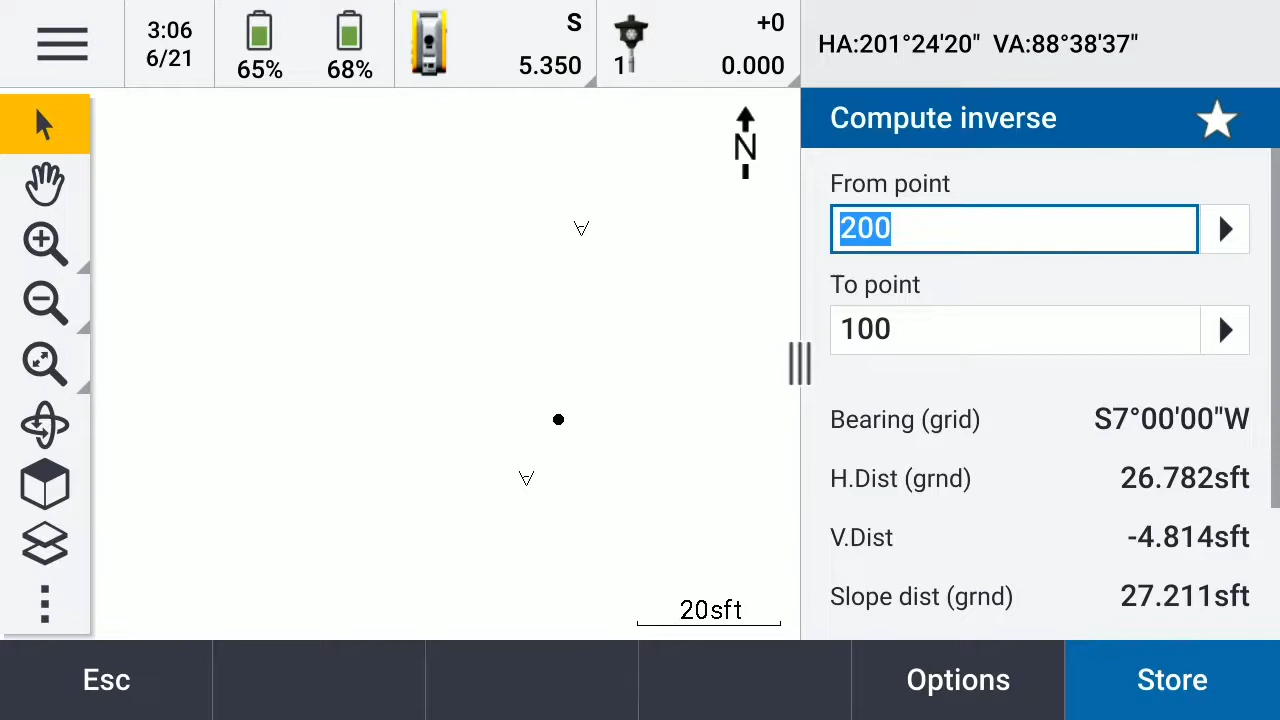 3:06
6/21
65%
68%
S
5.350
1
+0
0.000
HA:201°24'20"  VA:88°38'37"
Compute inverse
N
From point
200
To point
100
Bearing (grid) S7°00'00"W
H.Dist (grnd) 26.782sft
V.Dist -4.814sft
Slope dist (grnd) 27.211sft
20sft
Esc
Options
Store